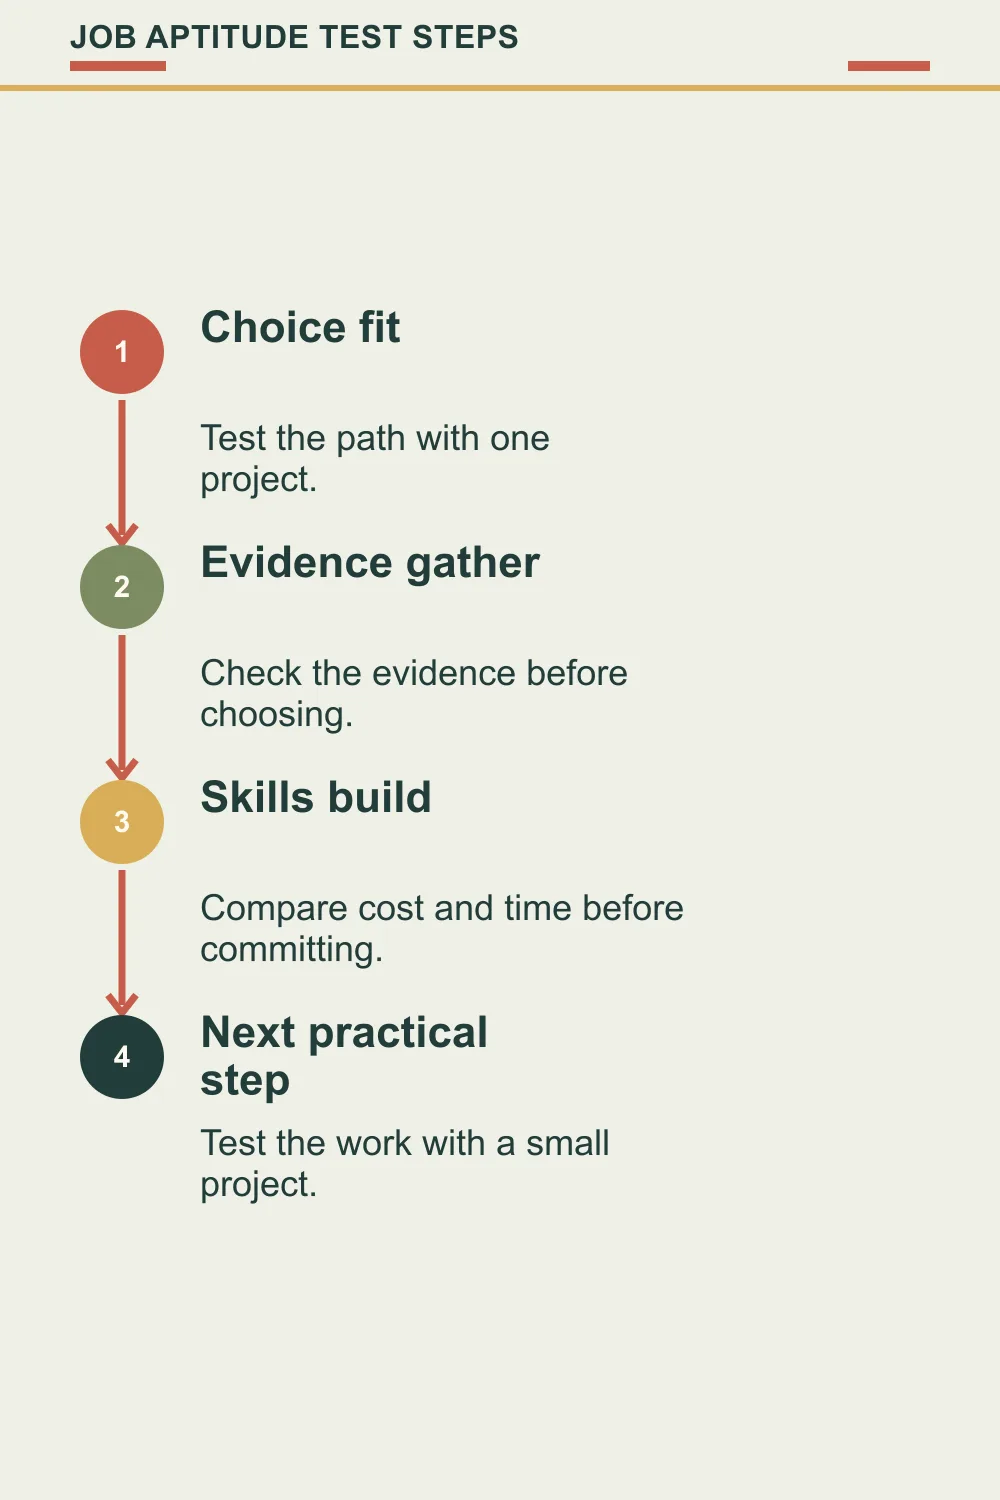 JOB APTITUDE TEST STEPS
1
Choice fit
Test the path with one
project.
2
Evidence gather
Check the evidence before
choosing.
3
Skills build
Compare cost and time before
committing.
4
Next practical
step
Test the work with a small
project.